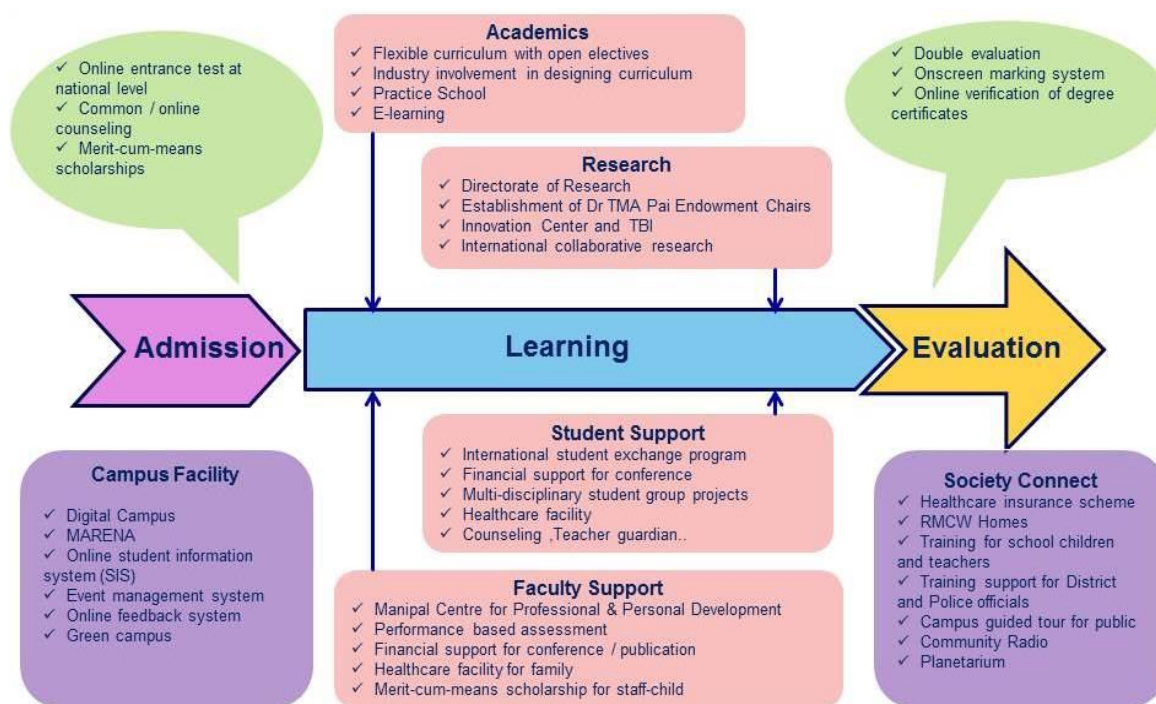 ✓ Online entrance test at
national level
✓ Common / online
counseling
✓ Merit-cum-means
scholarships
Academics
✓ Flexible curriculum with open electives
✓ Industry involvement in designing curriculum
✓ Practice School
✓ E-learning
✓ Double evaluation
✓ Onscreen marking system
✓ Online verification of degree
certificates
Research
✓ Directorate of Research
✓ Establishment of Dr TMA Pai Endowment Chairs
✓ Innovation Center and TBI
✓ International collaborative research
Admission
Learning
Evaluation
Campus Facility
✓ Digital Campus
✓ MARENA
✓ Online student information
system (SIS)
✓ Event management system
✓ Online feedback system
✓ Green campus
Student Support
✓ International student exchange program
✓ Financial support for conference
✓ Multi-disciplinary student group projects
✓ Healthcare facility
✓ Counseling ,Teacher guardian..
Faculty Support
✓ Manipal Centre for Professional & Personal Development
✓ Performance based assessment
✓ Financial support for conference / publication
✓ Healthcare facility for family
✓ Merit-cum-means scholarship for staff-child
Society Connect
✓ Healthcare insurance scheme
✓ RMCW Homes
✓ Training for school children
and teachers
✓ Training support for District
and Police officials
✓ Campus guided tour for public
✓ Community Radio
✓ Planetarium